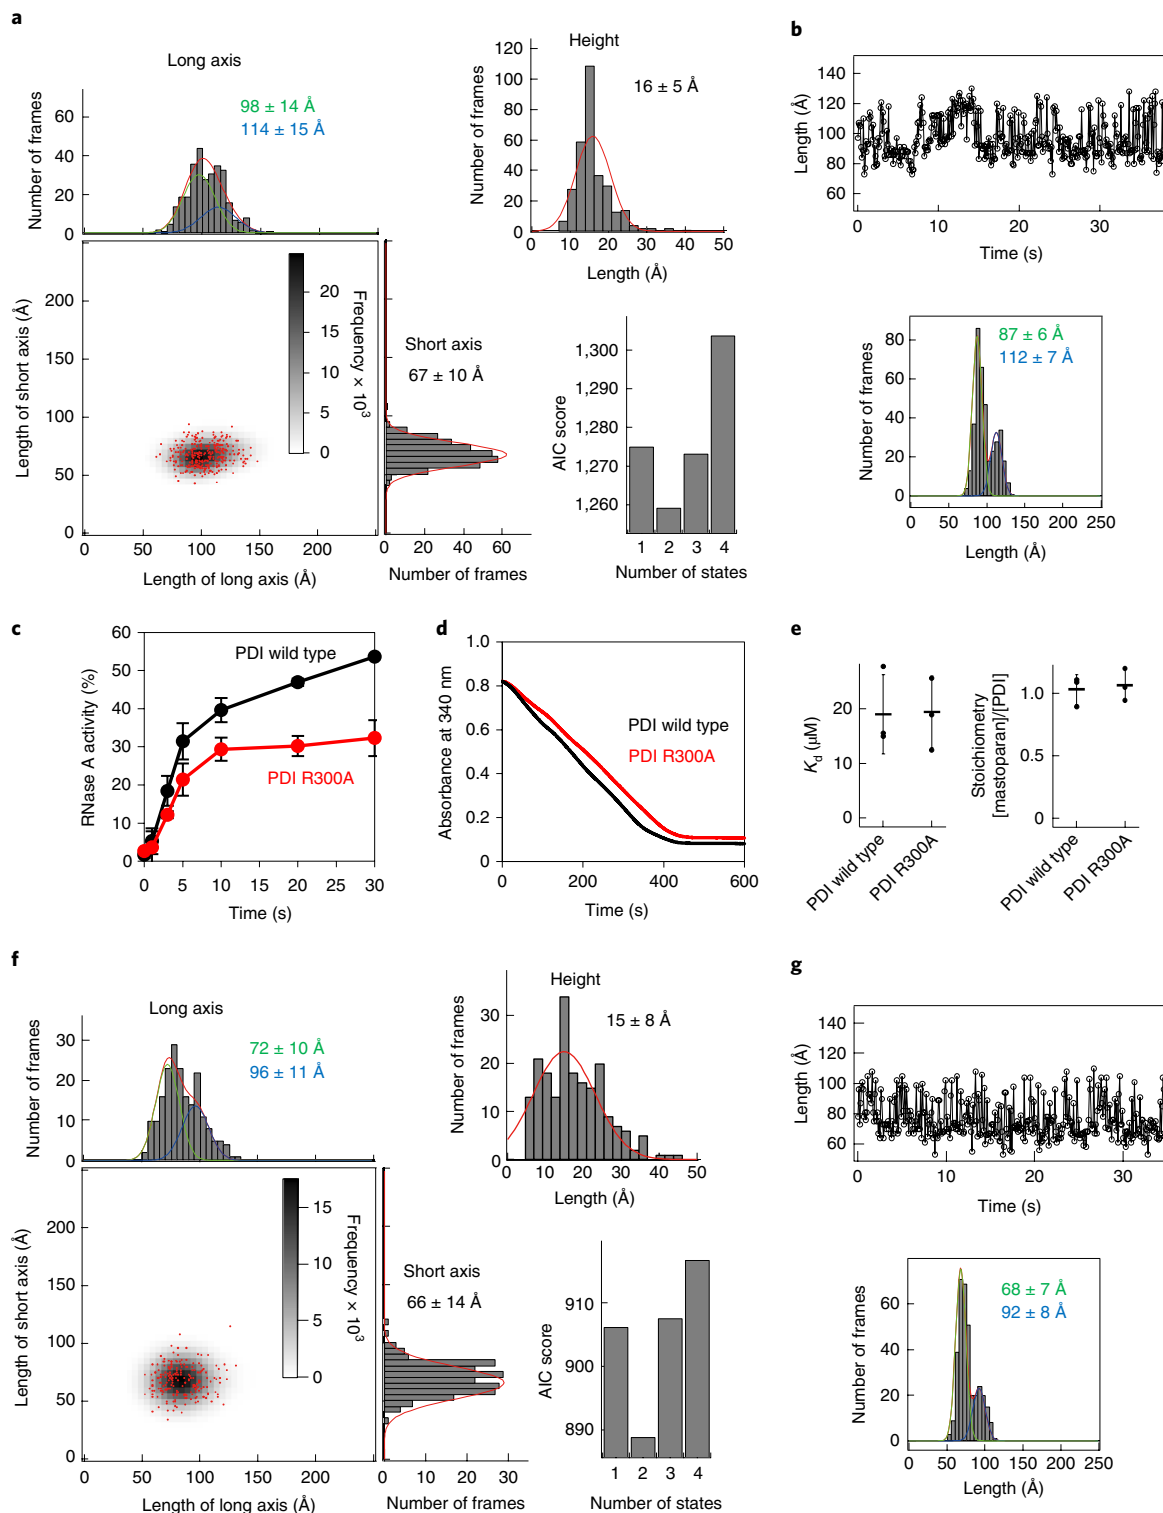 a
Long axis
98 ± 14 Å
114 ± 15 Å
Number of frames
60
40
20
0
Height
16 ± 5 Å
Number of frames
120
100
80
60
40
20
0
0 10 20 30 40 50
Length (Å)
b
Length (Å)
140
120
100
80
60
0 10 20 30
Time (s)
Length of short axis (Å)
200
150
100
50
0
0 50 100 150 200
Length of long axis (Å)
20
15
10
5
0
Frequency × 10³
Short axis
67 ± 10 Å
0 20 40 60
Number of frames
AIC score
1,300
1,290
1,280
1,270
1,260
1 2 3 4
Number of states
87 ± 6 Å
112 ± 7 Å
Number of frames
80
60
40
20
0
0 50 100 150 200 250
Length (Å)
c
RNase A activity (%)
60
50
40
30
20
10
0
PDI wild type
PDI R300A
0 5 10 15 20 25 30
Time (s)
d
Absorbance at 340 nm
1.0
0.8
0.6
0.4
0.2
0
PDI wild type
PDI R300A
0 200 400 600
Time (s)
e
Kd (μM)
20
10
0
PDI wild type
PDI R300A
Stoichiometry
[mastoparan]/[PDI]
1.0
0.5
0
PDI wild type
PDI R300A
f
Long axis
72 ± 10 Å
96 ± 11 Å
Number of frames
30
20
10
0
Height
15 ± 8 Å
Number of frames
30
20
10
0
0 10 20 30 40 50
Length (Å)
g
Length (Å)
140
120
100
80
60
0 10 20 30
Time (s)
Length of short axis (Å)
200
150
100
50
0
0 50 100 150 200
Length of long axis (Å)
15
10
5
0
Frequency × 10³
Short axis
66 ± 14 Å
0 10 20 30
Number of frames
AIC score
910
900
890
1 2 3 4
Number of states
68 ± 7 Å
92 ± 8 Å
Number of frames
60
40
20
0
0 50 100 150 200 250
Length (Å)